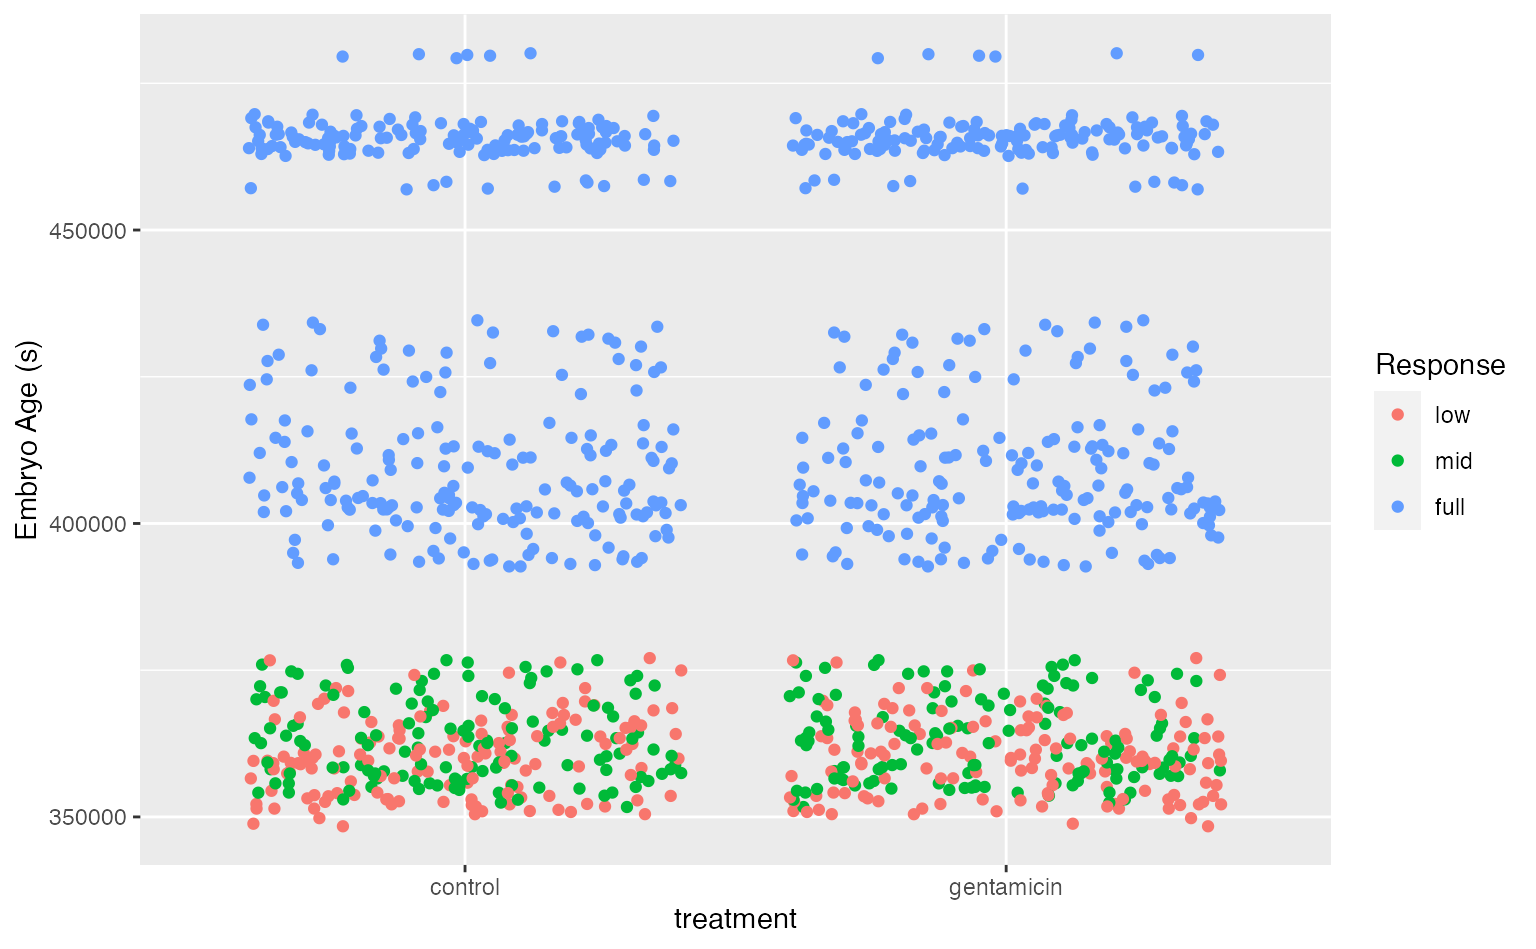 Embryo Age (s)
450000
400000
350000
control
gentamicin
treatment
Response
low
mid
full